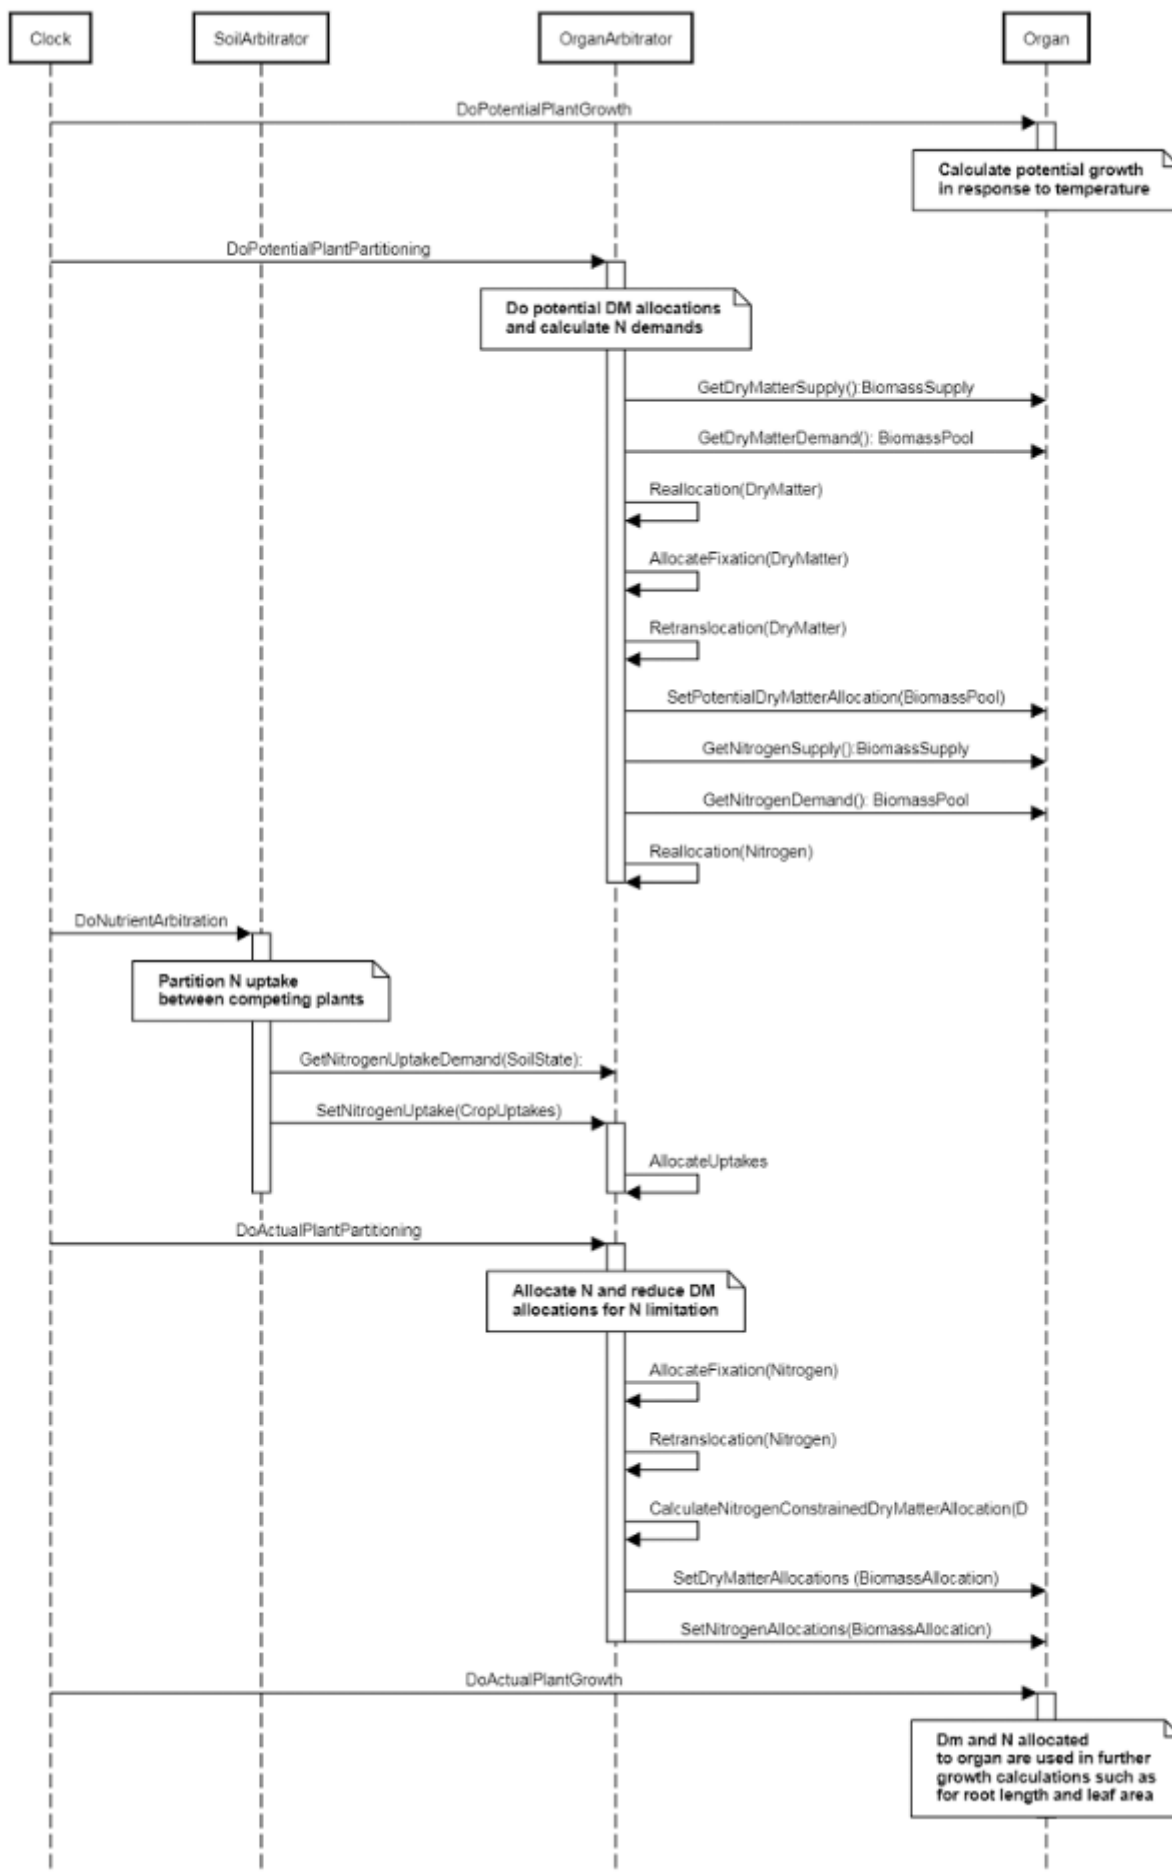 Clock
SoilArbitrator
OrganArbitrator
Organ
DoPotentialPlantGrowth
Calculate potential growth
in response to temperature
DoPotentialPlantPartitioning
Do potential DM allocations
and calculate N demands
GetDryMatterSupply():BiomassSupply
GetDryMatterDemand(): BiomassPool
Reallocation(DryMatter)
AllocateFixation(DryMatter)
Retranslocation(DryMatter)
SetPotentialDryMatterAllocation(BiomassPool)
GetNitrogenSupply():BiomassSupply
GetNitrogenDemand(): BiomassPool
Reallocation(Nitrogen)
DoNutrientArbitration
Partition N uptake
between competing plants
GetNitrogenUptakeDemand(SoilState):
SetNitrogenUptake(CropUptakes)
AllocateUptakes
DoActualPlantPartitioning
Allocate N and reduce DM
allocations for N limitation
AllocateFixation(Nitrogen)
Retranslocation(Nitrogen)
CalculateNitrogenConstrainedDryMatterAllocation(D
SetDryMatterAllocations (BiomassAllocation)
SetNitrogenAllocations(BiomassAllocation)
DoActualPlantGrowth
Dm and N allocated
to organ are used in further
growth calculations such as
for root length and leaf area